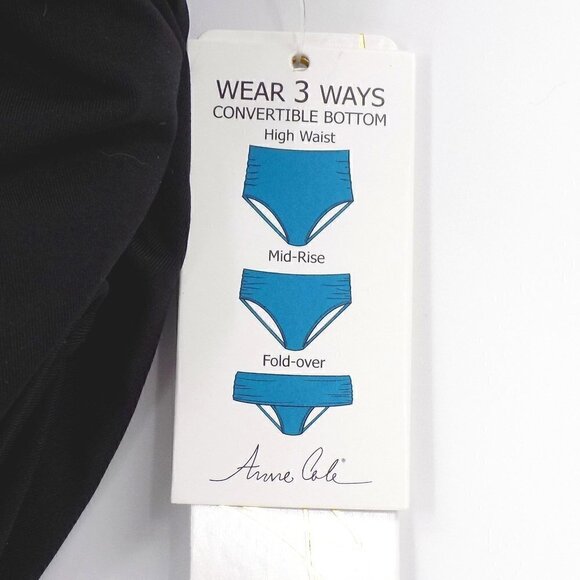 WEAR 3 WAYS
CONVERTIBLE BOTTOM
High Waist
Mid-Rise
Fold-over
Anne Cole®